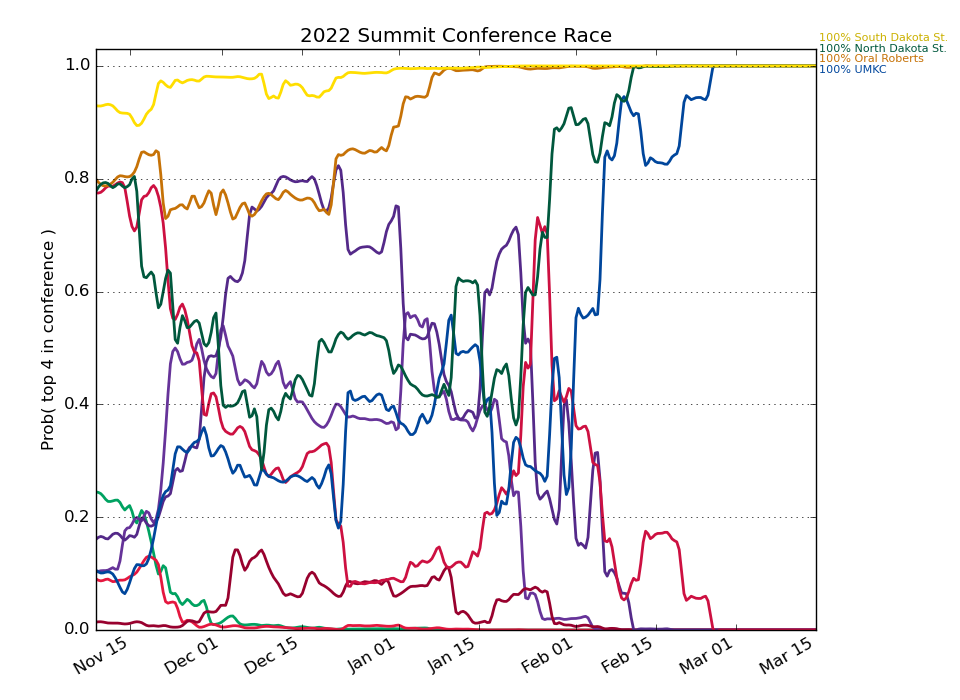 2022 Summit Conference Race
100% South Dakota St.
100% North Dakota St.
100% Oral Roberts
100% UMKC
1.0
0.8
0.6
0.4
0.2
0.0
Prob( top 4 in conference )
Nov 15
Dec 01
Dec 15
Jan 01
Jan 15
Feb 01
Feb 15
Mar 01
Mar 15